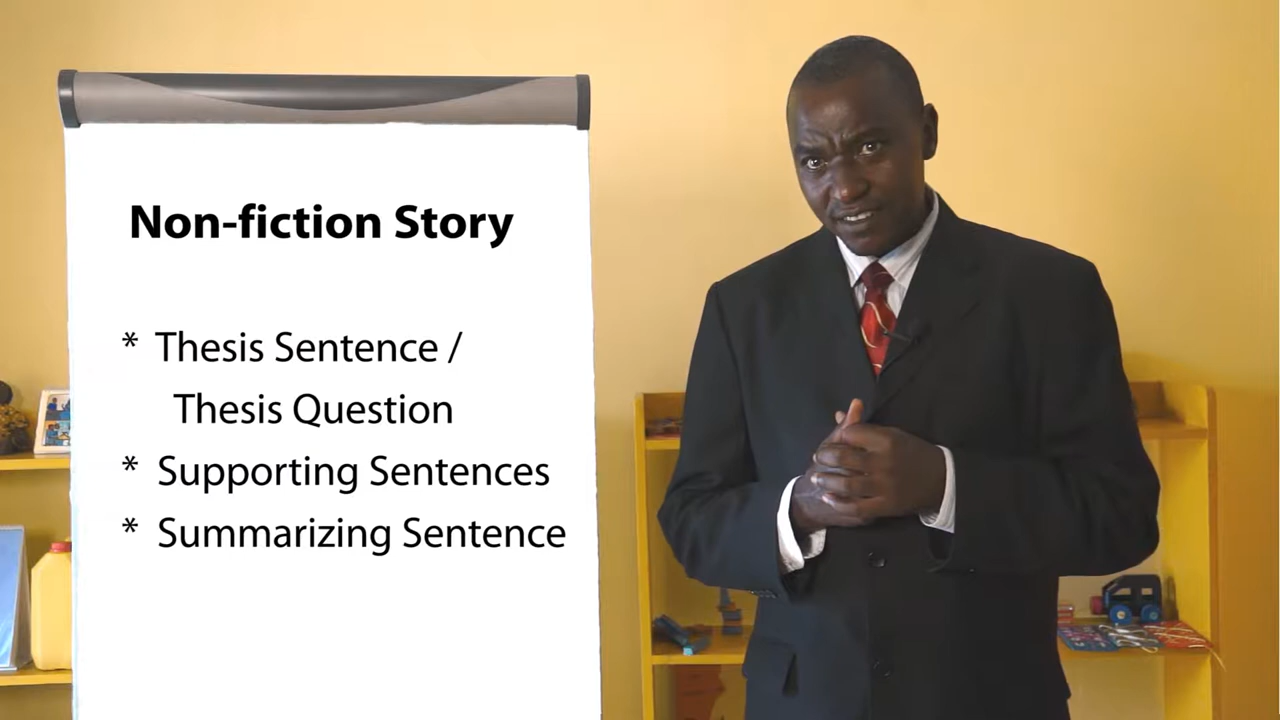 Non-fiction Story
* Thesis Sentence /
Thesis Question
* Supporting Sentences
* Summarizing Sentence